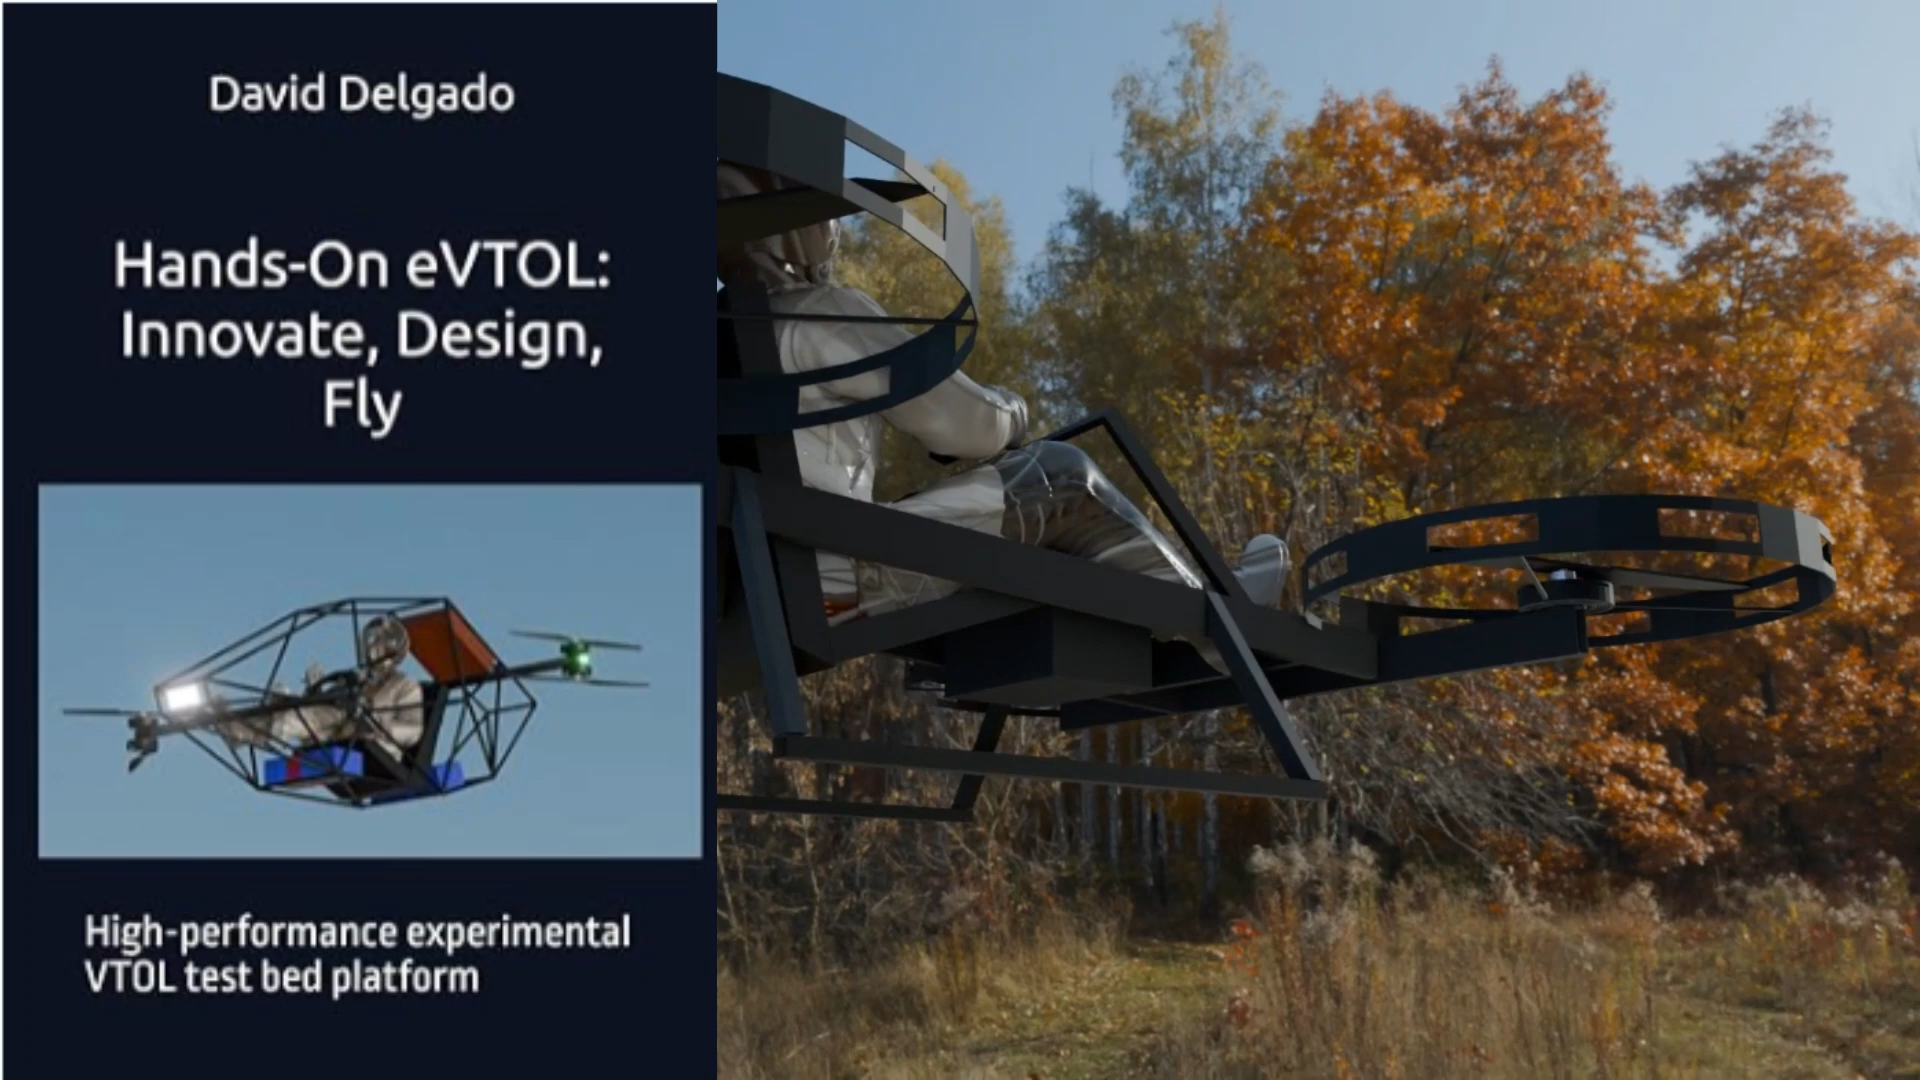 David Delgado
Hands-On eVTOL:
Innovate, Design,
Fly
High-performance experimental
VTOL test bed platform